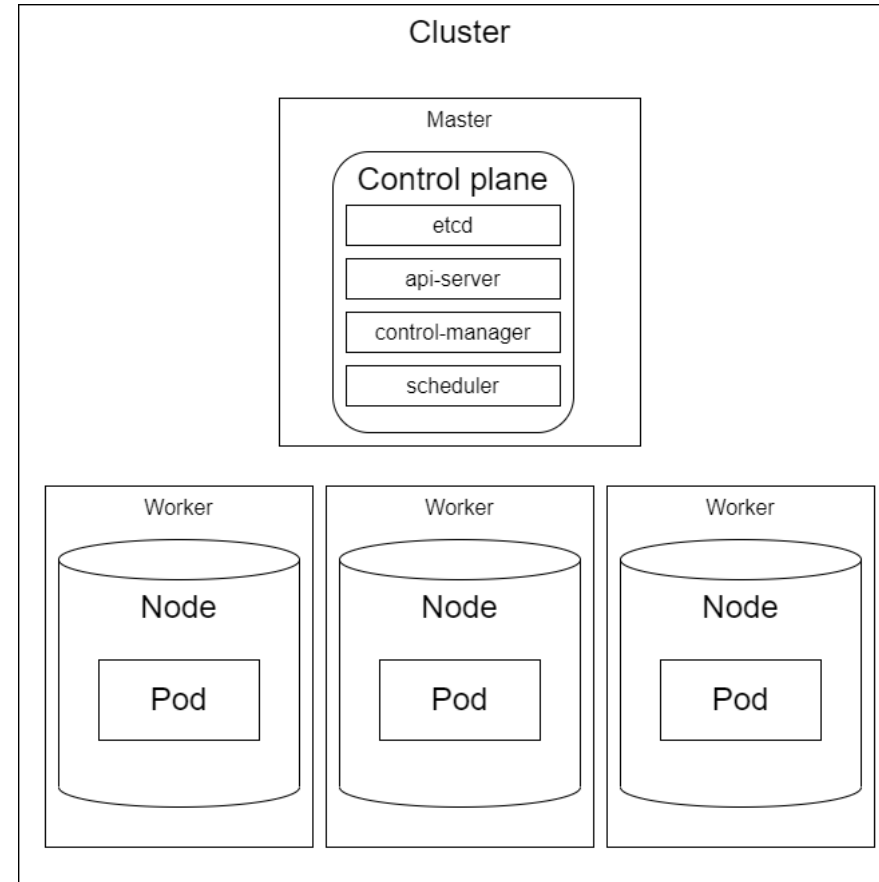 Cluster
Master
Control plane
etcd
api-server
control-manager
scheduler
Worker
Worker
Worker
Node
Node
Node
Pod
Pod
Pod